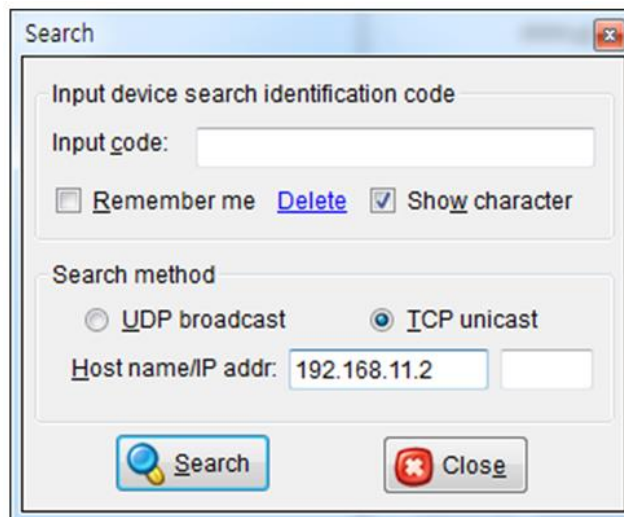 Search
Input device search identification code
Input code:
Remember me Delete Show character
Search method
UDP broadcast TCP unicast
Host name/IP addr: 192.168.11.2
Search Close